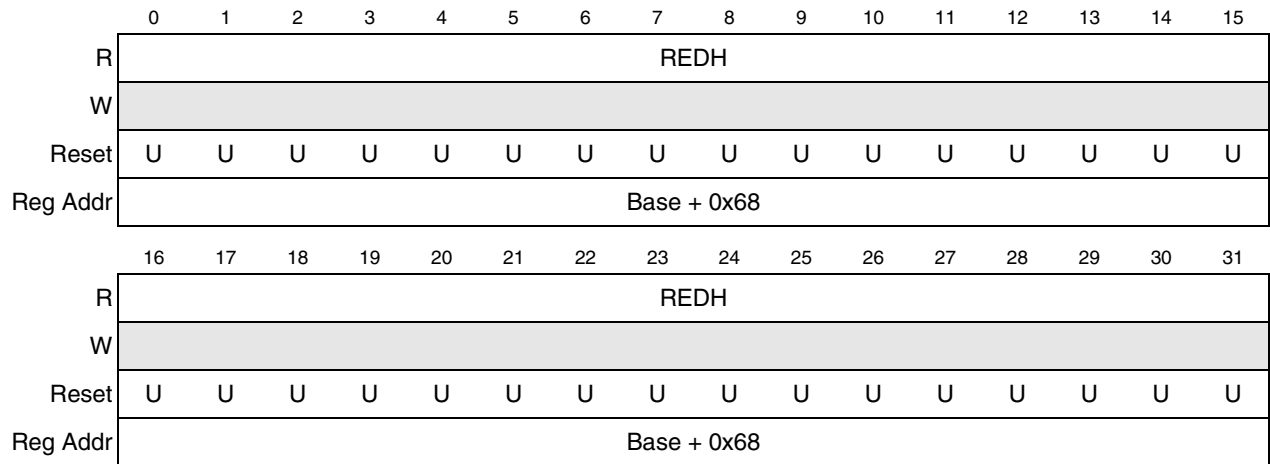 0 1 2 3 4 5 6 7 8 9 10 11 12 13 14 15
R REDH
W
Reset U U U U U U U U U U U U U U U U
Reg Addr Base + 0x68
16 17 18 19 20 21 22 23 24 25 26 27 28 29 30 31
R REDH
W
Reset U U U U U U U U U U U U U U U U
Reg Addr Base + 0x68